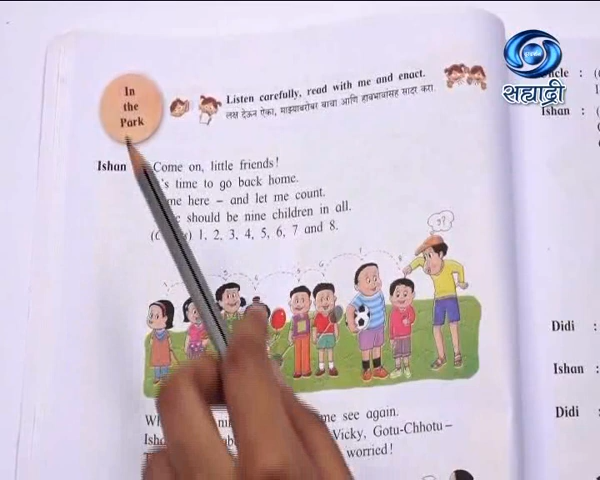 In
the
Park
Listen carefully, read with me and enact.
लक्ष देऊन ऐका, माझ्याबरोबर वाचा आणि हावभावांसह सादर करा.
सह्याद्री
Ishan
Come on, little friends!
time to go back home.
me here – and let me count.
should be nine children in all.
1, 2, 3, 4, 5, 6, 7 and 8.
9?
me see again.
Vicky, Gotu-Chhotu –
worried!
Ishan :
Didi :
Ishan :
Didi :